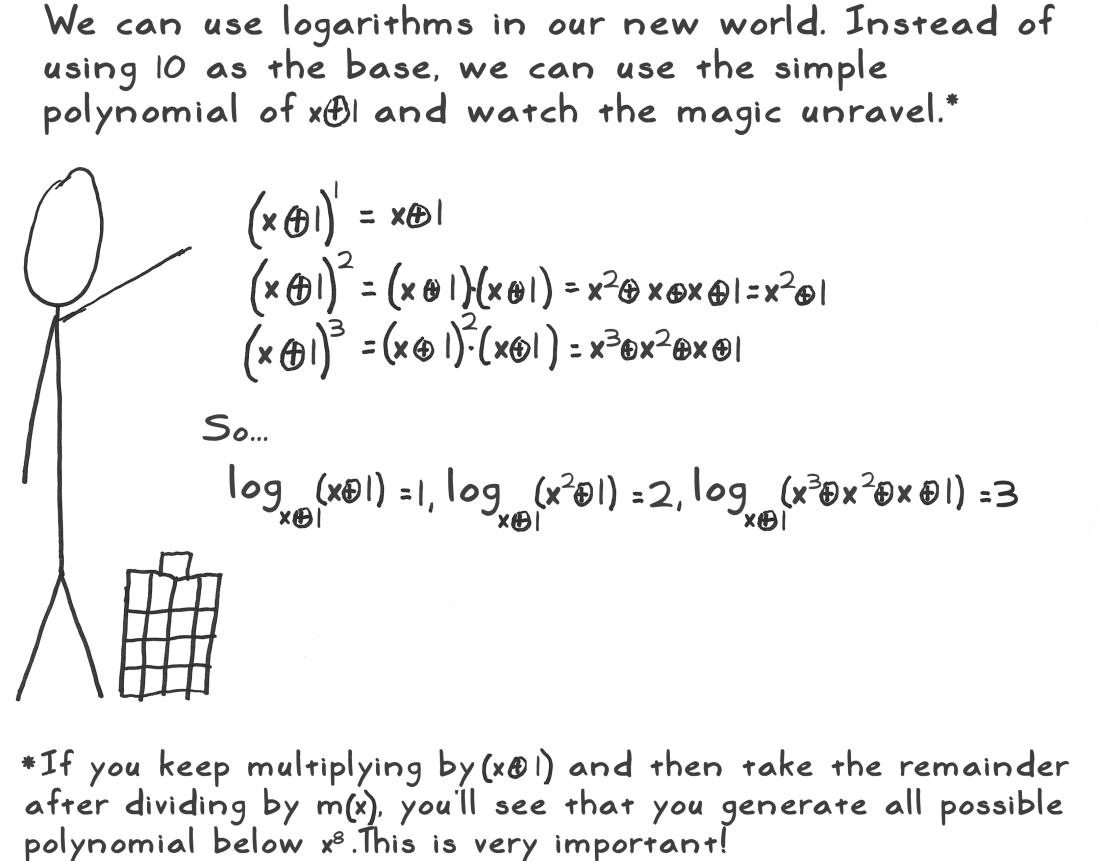 We can use logarithms in our new world. Instead of
using 10 as the base, we can use the simple
polynomial of x⊕1 and watch the magic unravel.*
(x⊕1)¹ = x⊕1
(x⊕1)² = (x⊕1)·(x⊕1) = x²⊕x⊕x⊕1=x²⊕1
(x⊕1)³ =(x⊕1)²·(x⊕1) = x³⊕x²⊕x⊕1
So...
logₓ⊕₁(x⊕1) =1, logₓ⊕₁(x²⊕1) =2, logₓ⊕₁(x³⊕x²⊕x⊕1) =3
*If you keep multiplying by (x⊕1) and then take the remainder
after dividing by m(x), you'll see that you generate all possible
polynomial below x⁸. This is very important!